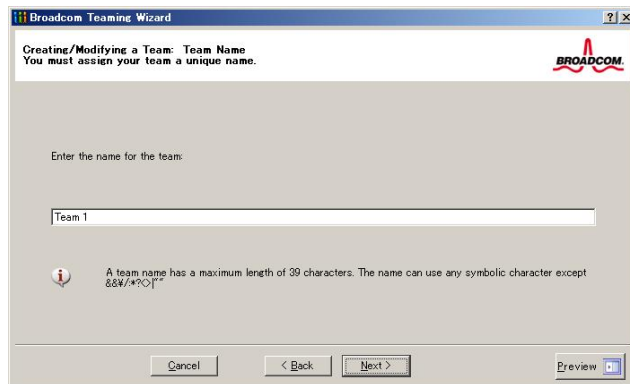 Broadcom Teaming Wizard
Creating/Modifying a Team: Team Name
You must assign your team a unique name.
BROADCOM.
Enter the name for the team:
Team 1
A team name has a maximum length of 39 characters. The name can use any symbolic character except
&&¥/:*?<>|""
Cancel
< Back
Next >
Preview